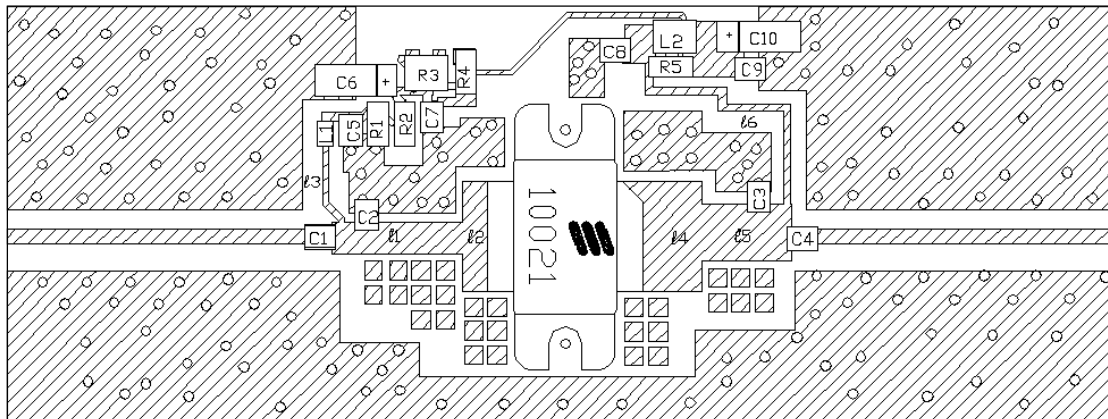 C8
L2
+ C10
R5
C9
C6 +
R3
R4
L1
C5
R1
R2
C7
ℓ6
ℓ3
C2
C3
C1
ℓ1
ℓ2
10021
ℓ4
ℓ5
C4